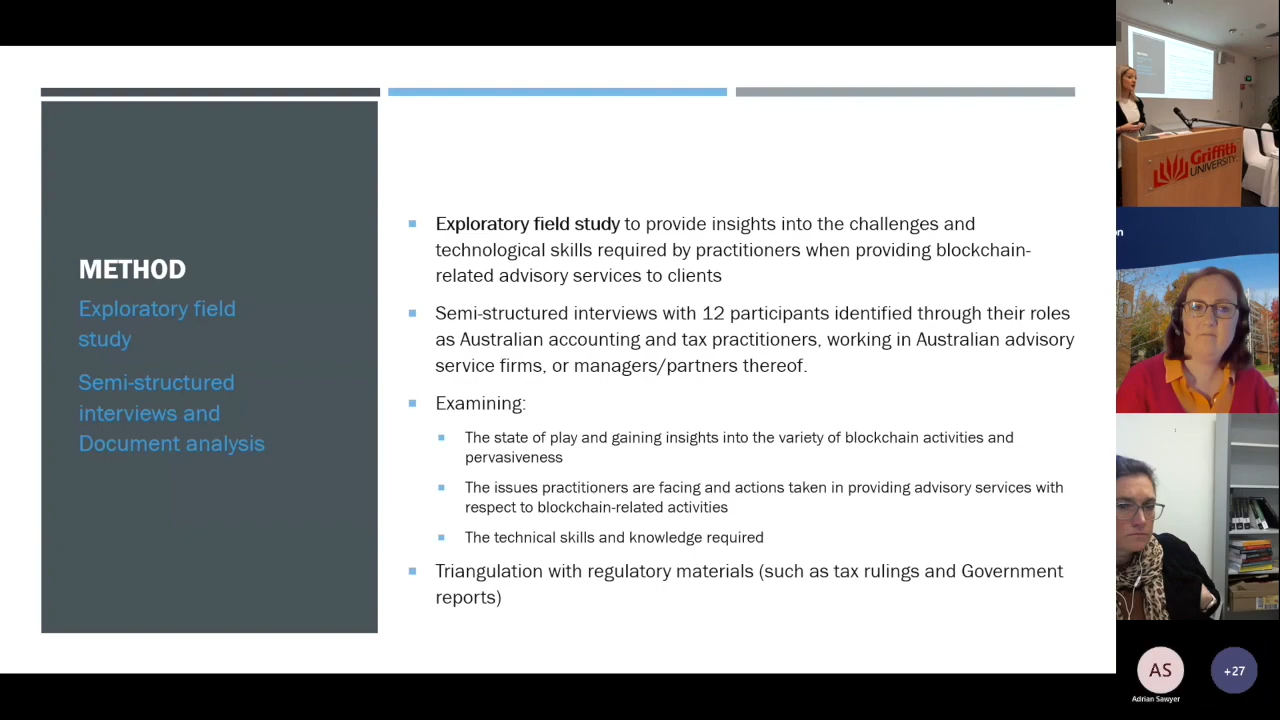 METHOD
Exploratory field
study
Semi-structured
interviews and
Document analysis
Exploratory field study to provide insights into the challenges and
technological skills required by practitioners when providing blockchain-
related advisory services to clients
Semi-structured interviews with 12 participants identified through their roles
as Australian accounting and tax practitioners, working in Australian advisory
service firms, or managers/partners thereof.
Examining:
The state of play and gaining insights into the variety of blockchain activities and
pervasiveness
The issues practitioners are facing and actions taken in providing advisory services with
respect to blockchain-related activities
The technical skills and knowledge required
Triangulation with regulatory materials (such as tax rulings and Government
reports)
Griffith
UNIVERSITY
on
AS
+27
Adrian Sawyer